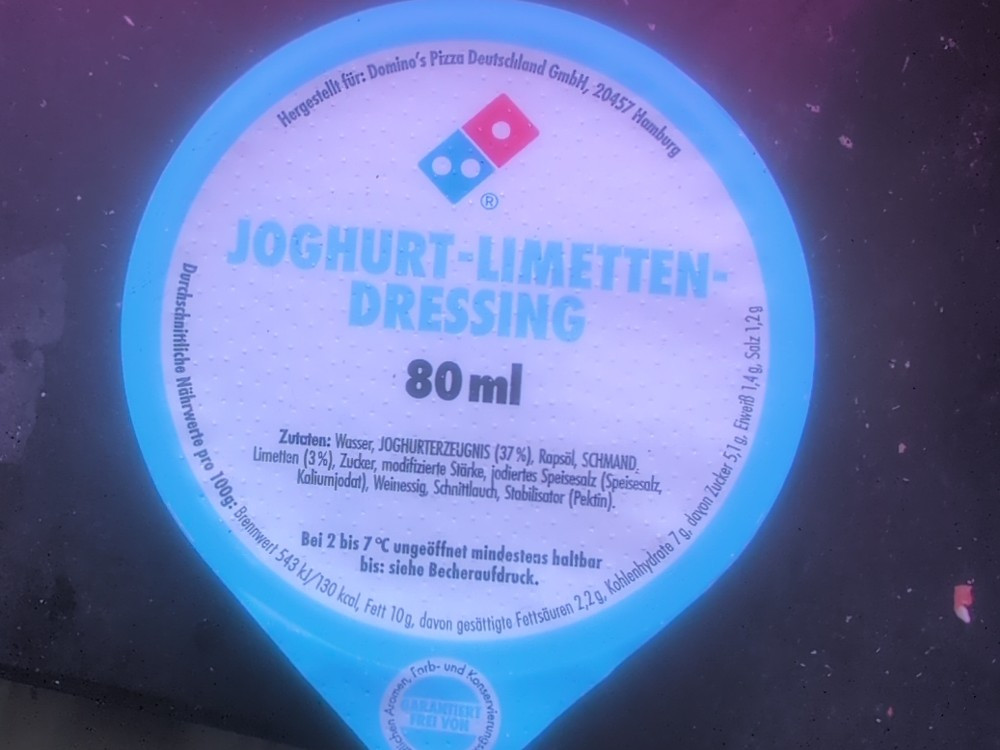 Hergestellt für: Domino's Pizza Deutschland GmbH, 20457 Hamburg
®
JOGHURT-LIMETTEN-
DRESSING
80 ml
Zutaten: Wasser, JOGHURTERZEUGNIS (37 %), Rapsöl, SCHMAND,
Limetten (3%), Zucker, modifizierte Stärke, jodiertes Speisesalz (Speisesalz,
Kaliumjodat), Weinessig, Schnittlauch, Stabilisator (Pektin).
Bei 2 bis 7 °C ungeöffnet mindestens haltbar
bis: siehe Becheraufdruck.
Durchschnittliche Nährwerte pro 100g: Brennwert 543 kJ/130 kcal, Fett 10g, davon gesättigte Fettsäuren 2,2g, Kohlenhydrate 7g, davon Zucker 5,1g, Eiweiß 1,4g, Salz 1,2g
Aromen, Farb- und
GARANTIERT
FREI VON